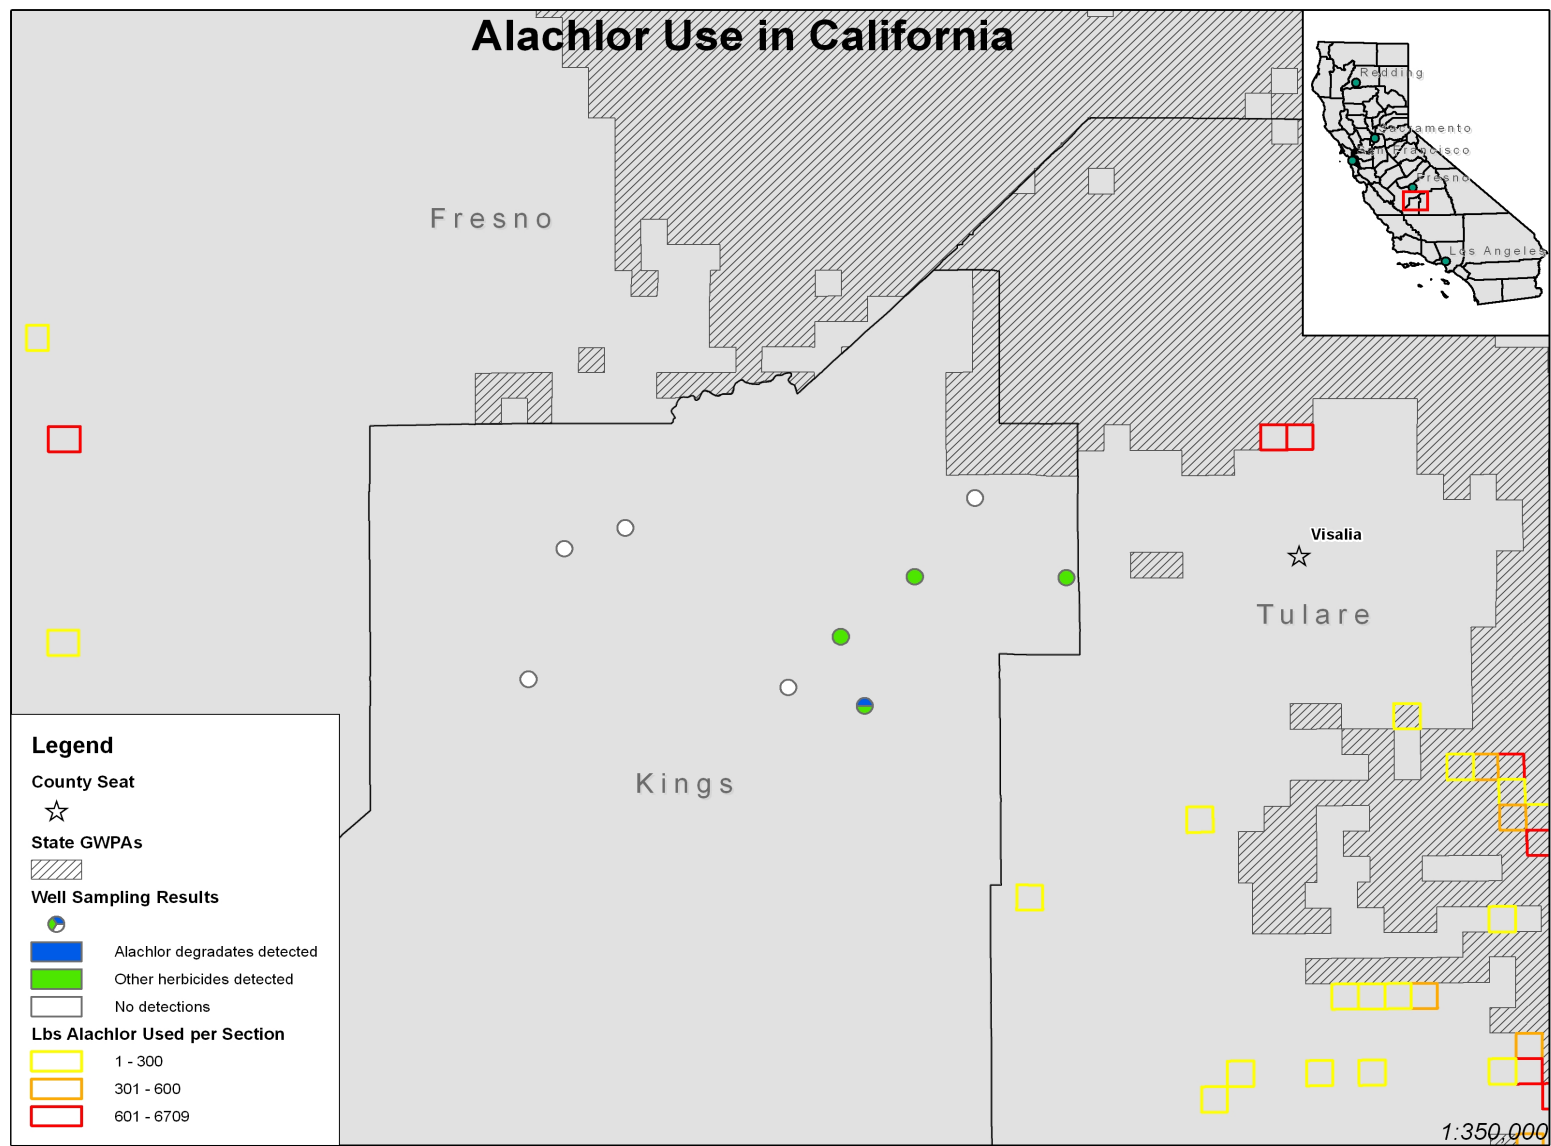 Alachlor Use in California
Redding
Sacramento
San Francisco
Fresno
Los Angeles
Fresno
Visalia
Tulare
Kings
Legend
County Seat
State GWPAs
Well Sampling Results
Alachlor degradates detected
Other herbicides detected
No detections
Lbs Alachlor Used per Section
1 - 300
301 - 600
601 - 6709
1:350,000